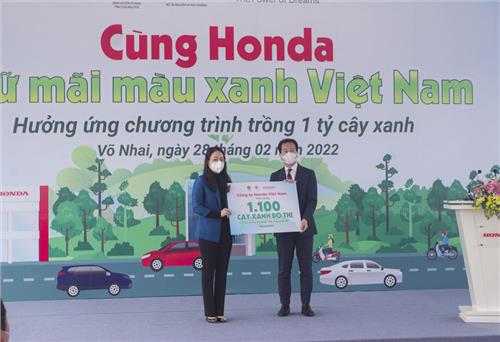 The Power of Dreams
Cùng Honda
ữ mãi màu xanh Việt Nam
Hưởng ứng chương trình trồng 1 tỷ cây xanh
Võ Nhai, ngày 28 tháng 02 năm 2022
HONDA
Công ty Honda Việt Nam
1.100
CÂY XANH ĐÔ THỊ
HONDA